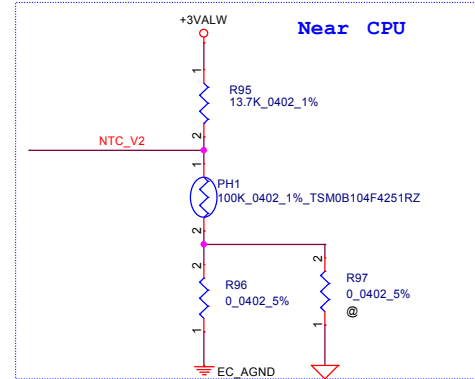 +3VALW
Near CPU
1
R95
13.7K_0402_1%
2
NTC_V2
1
PH1
100K_0402_1%_TSM0B104F4251RZ
2
2
R96
0_0402_5%
1
2
R97
0_0402_5%
@
1
EC_AGND